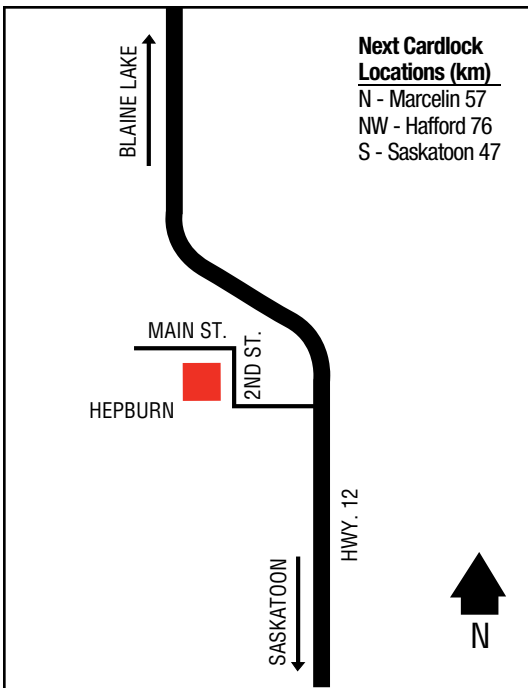 Next Cardlock
Locations (km)
N - Marcelin 57
NW - Hafford 76
S - Saskatoon 47
BLAINE LAKE
MAIN ST.
2ND ST.
HEPBURN
HWY. 12
SASKATOON
N